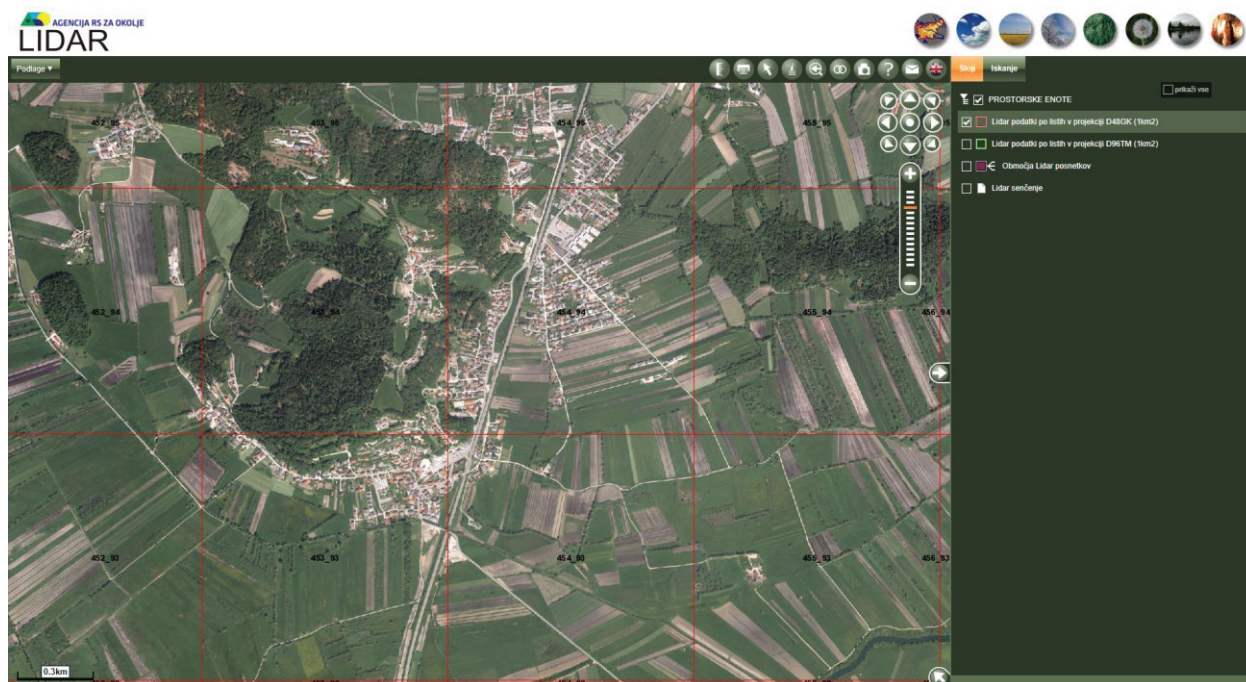 AGENCIJA RS ZA OKOLJE
LIDAR
Podlage ▼
?
Sloji
Iskanje
prikaži vse
PROSTORSKE ENOTE
Lidar podatki po listih v projekciji D48GK (1km2)
Lidar podatki po listih v projekciji D96TM (1km2)
Območja Lidar posnetkov
Lidar senčenje
452_95
453_95
454_95
455_95
452_94
453_94
454_94
455_94
456_94
452_93
453_93
454_93
455_93
456_93
0.3km